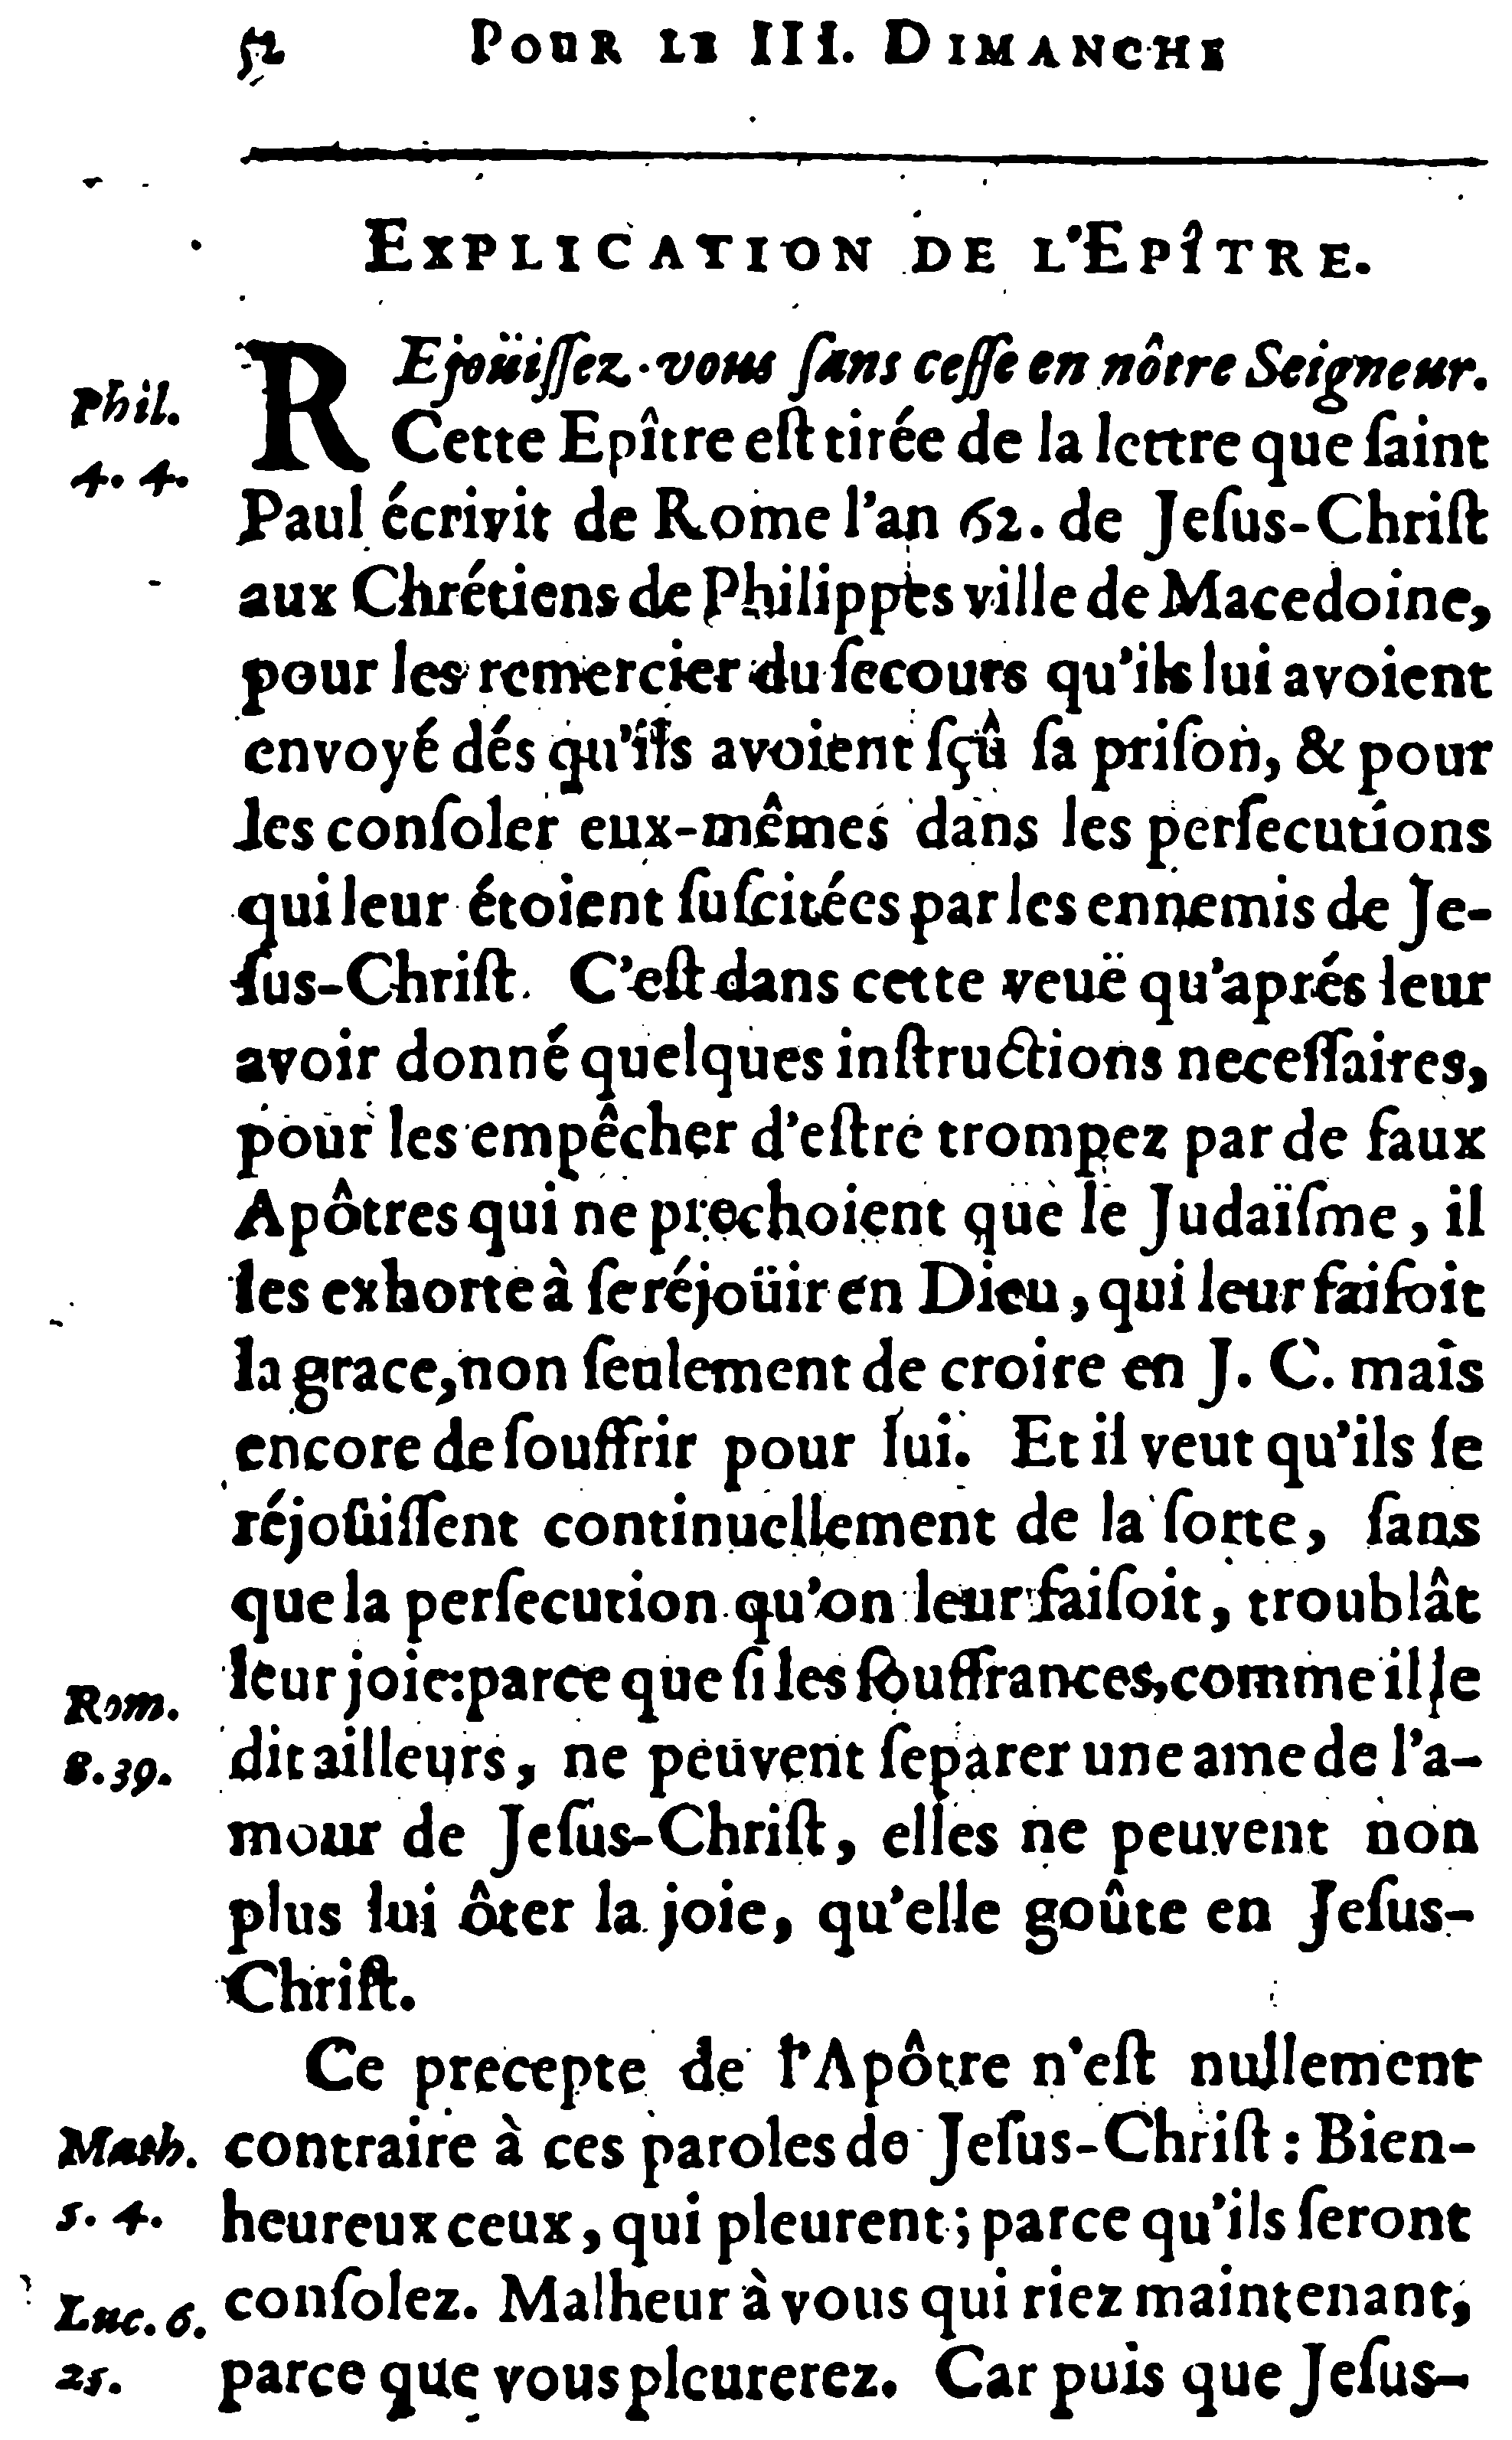 52 POUR LE III. DIMANCHE
EXPLICATION DE L'EPÎTRE.
REjoüissez-vous ſans ceſſe en nôtre Seigneur.
Phil.
Cette Epître eſt tirée de la lettre que ſaint
4. 4.
Paul écrivit de Rome l'an 62. de Jeſus-Chriſt
aux Chrétiens de Philippes ville de Macedoine,
pour les remercier du ſecours qu'ils lui avoient
envoyé dés qu'ils avoient ſçû ſa priſon, & pour
les conſoler eux-mêmes dans les perſecutions
qui leur étoient ſuſcitées par les ennemis de Je-
ſus-Chriſt. C'eſt dans cette veuë qu'aprés leur
avoir donné quelques inſtructions neceſſaires,
pour les empêcher d'eſtre trompez par de faux
Apôtres qui ne prechoient que le Judaïſme, il
les exhorte à ſe réjoüir en Dieu, qui leur faiſoit
la grace, non ſeulement de croire en J. C. mais
encore de ſouffrir pour lui. Et il veut qu'ils ſe
réjoüiſſent continuellement de la ſorte, ſans
que la perſecution qu'on leur faiſoit, troublât
leur joie: parce que ſi les ſouffrances, comme il le
Rom.
dit ailleurs, ne peuvent ſeparer une ame de l'a-
8. 39.
mour de Jeſus-Chriſt, elles ne peuvent non
plus lui ôter la joie, qu'elle goûte en Jeſus-
Chriſt.
Ce precepte de l'Apôtre n'eſt nullement
contraire à ces paroles de Jeſus-Chriſt: Bien-
Math.
heureux ceux, qui pleurent; parce qu'ils ſeront
5. 4.
conſolez. Malheur à vous qui riez maintenant,
Luc. 6.
parce que vous pleurerez. Car puis que Jeſus-
25.